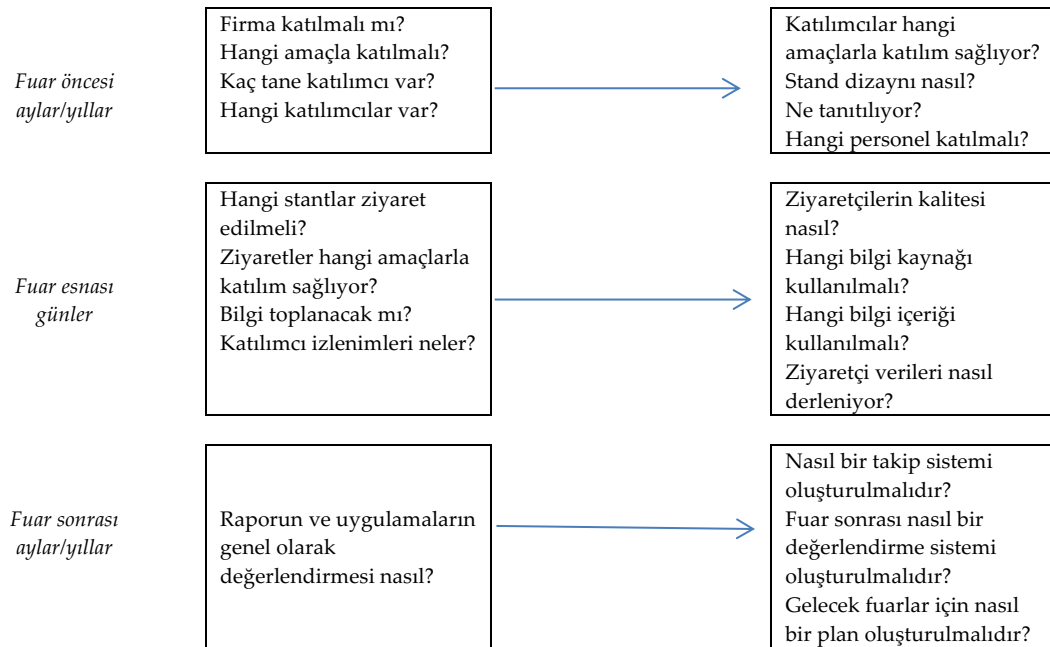 Fuar öncesi
aylar/yıllar
Firma katılmalı mı?
Hangi amaçla katılmalı?
Kaç tane katılımcı var?
Hangi katılımcılar var?
Katılımcılar hangi
amaçlarla katılım sağlıyor?
Stand dizaynı nasıl?
Ne tanıtılıyor?
Hangi personel katılmalı?
Fuar esnası
günler
Hangi stantlar ziyaret
edilmeli?
Ziyaretler hangi amaçlarla
katılım sağlıyor?
Bilgi toplanacak mı?
Katılımcı izlenimleri neler?
Ziyaretçilerin kalitesi
nasıl?
Hangi bilgi kaynağı
kullanılmalı?
Hangi bilgi içeriği
kullanılmalı?
Ziyaretçi verileri nasıl
derleniyor?
Fuar sonrası
aylar/yıllar
Raporun ve uygulamaların
genel olarak
değerlendirmesi nasıl?
Nasıl bir takip sistemi
oluşturulmalıdır?
Fuar sonrası nasıl bir
değerlendirme sistemi
oluşturulmalıdır?
Gelecek fuarlar için nasıl
bir plan oluşturulmalıdır?